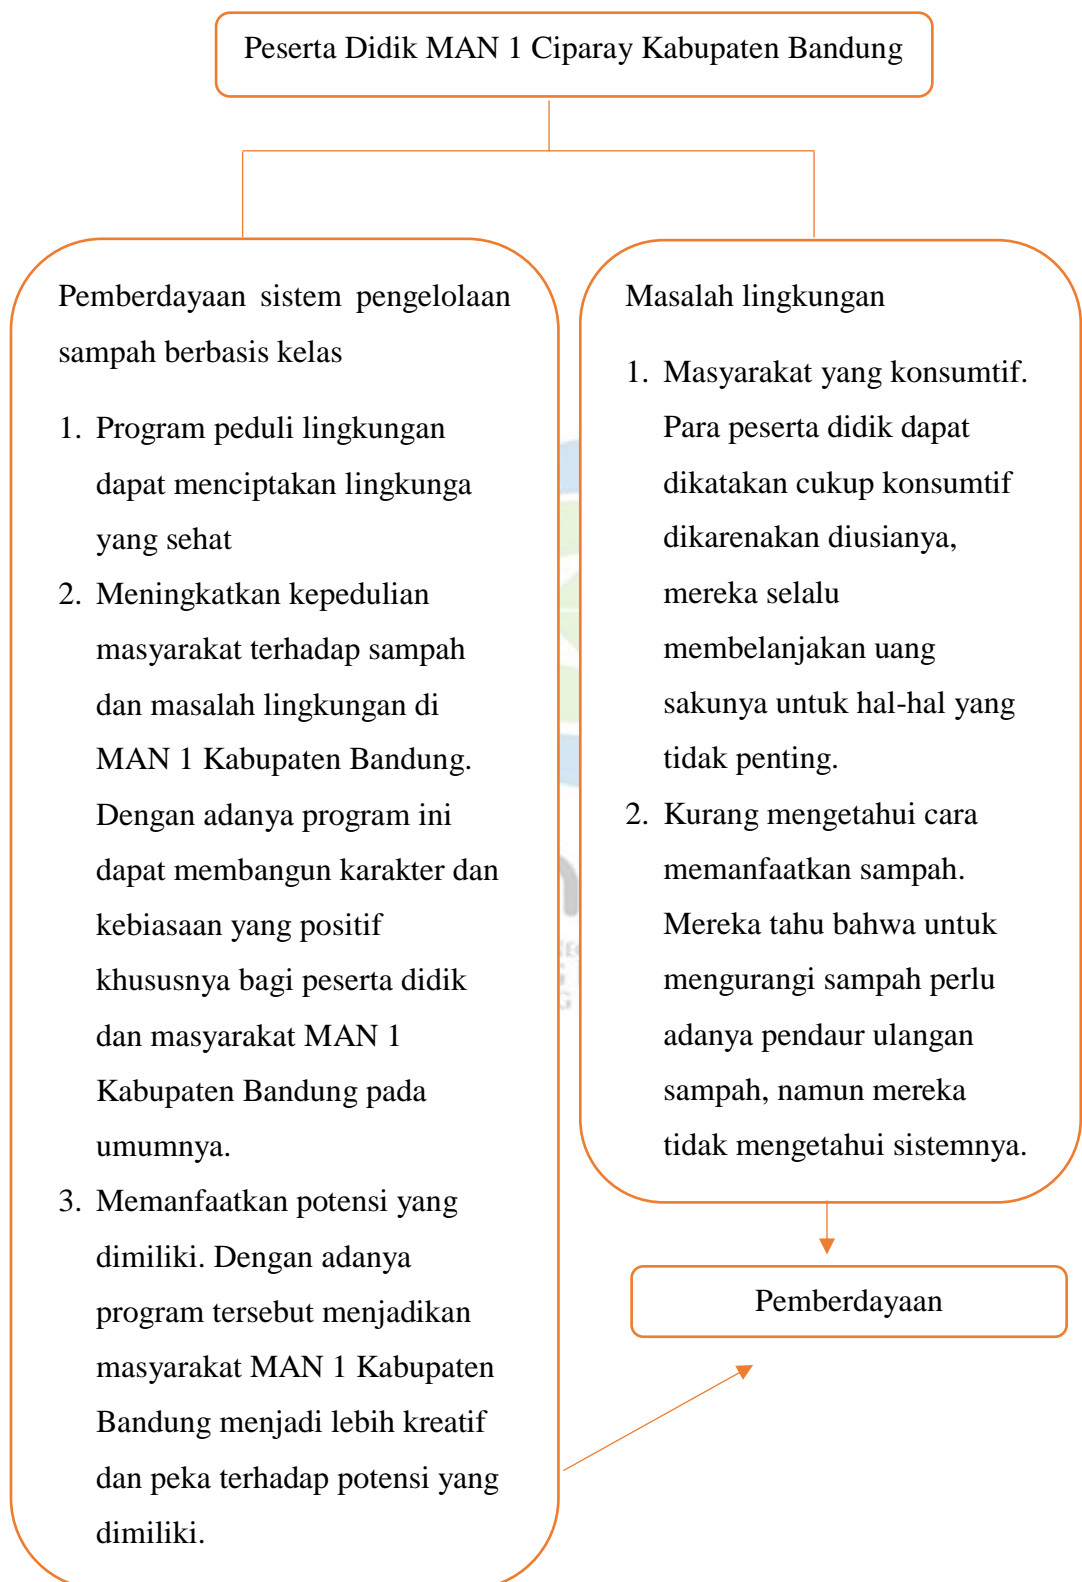 Peserta Didik MAN 1 Ciparay Kabupaten Bandung
Pemberdayaan sistem pengelolaan
sampah berbasis kelas
1. Program peduli lingkungan
dapat menciptakan lingkunga
yang sehat
2. Meningkatkan kepedulian
masyarakat terhadap sampah
dan masalah lingkungan di
MAN 1 Kabupaten Bandung.
Dengan adanya program ini
dapat membangun karakter dan
kebiasaan yang positif
khususnya bagi peserta didik
dan masyarakat MAN 1
Kabupaten Bandung pada
umumnya.
3. Memanfaatkan potensi yang
dimiliki. Dengan adanya
program tersebut menjadikan
masyarakat MAN 1 Kabupaten
Bandung menjadi lebih kreatif
dan peka terhadap potensi yang
dimiliki.
Masalah lingkungan
1. Masyarakat yang konsumtif.
Para peserta didik dapat
dikatakan cukup konsumtif
dikarenakan diusianya,
mereka selalu
membelanjakan uang
sakunya untuk hal-hal yang
tidak penting.
2. Kurang mengetahui cara
memanfaatkan sampah.
Mereka tahu bahwa untuk
mengurangi sampah perlu
adanya pendaur ulangan
sampah, namun mereka
tidak mengetahui sistemnya.
Pemberdayaan